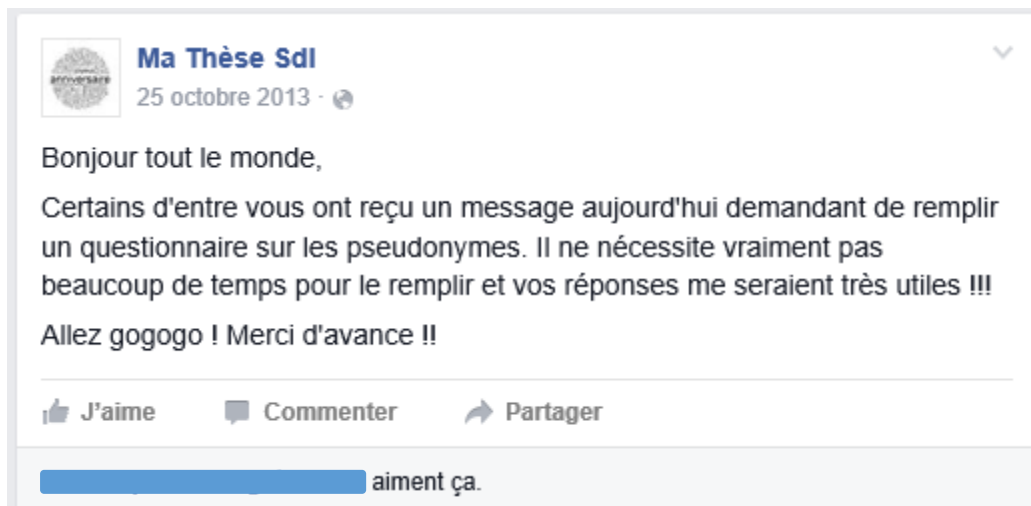 anniversaire
Ma Thèse Sdl
25 octobre 2013 ·
Bonjour tout le monde,
Certains d'entre vous ont reçu un message aujourd'hui demandant de remplir
un questionnaire sur les pseudonymes. Il ne nécessite vraiment pas
beaucoup de temps pour le remplir et vos réponses me seraient très utiles !!!
Allez gogogo ! Merci d'avance !!
J'aime Commenter Partager
aiment ça.